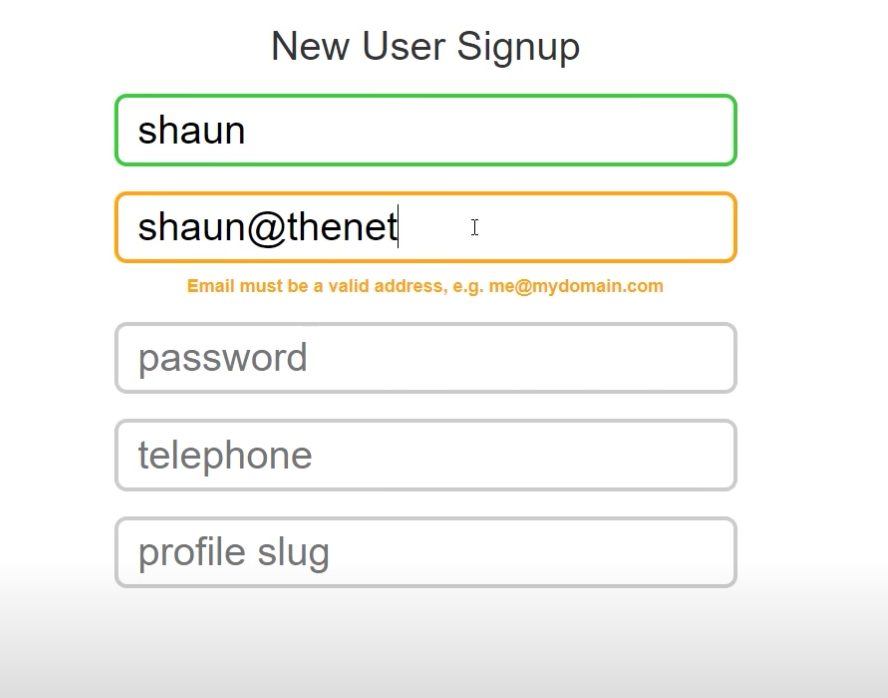 New User Signup
shaun
shaun@thenet
Email must be a valid address, e.g. me@mydomain.com
password
telephone
profile slug